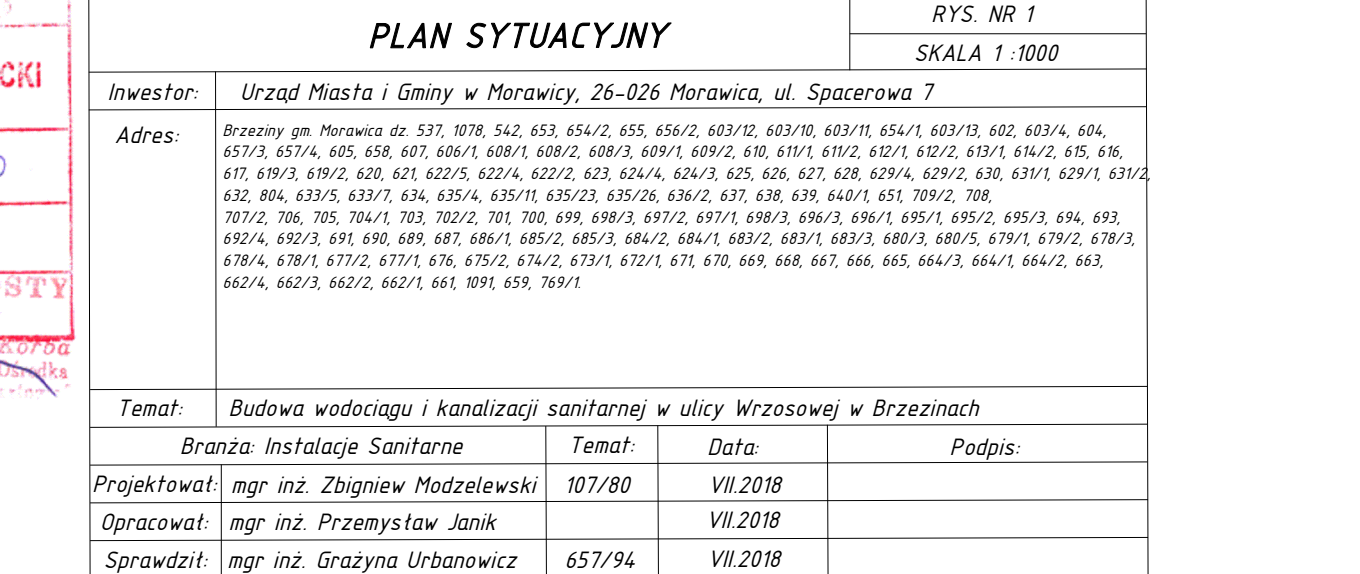 PLAN SYTUACYJNY
RYS. NR 1
SKALA 1 :1000
CKI
Inwestor: Urząd Miasta i Gminy w Morawicy, 26-026 Morawica, ul. Spacerowa 7
Adres: Brzeziny gm. Morawica dz. 537, 1078, 542, 653, 654/2, 655, 656/2, 603/12, 603/10, 603/11, 654/1, 603/13, 602, 603/4, 604,
657/3, 657/4, 605, 658, 607, 606/1, 608/1, 608/2, 608/3, 609/1, 609/2, 610, 611/1, 611/2, 612/1, 612/2, 613/1, 614/2, 615, 616,
617, 619/3, 619/2, 620, 621, 622/5, 622/4, 622/2, 623, 624/4, 624/3, 625, 626, 627, 628, 629/4, 629/2, 630, 631/1, 629/1, 631/2,
632, 804, 633/5, 633/7, 634, 635/4, 635/11, 635/23, 635/26, 636/2, 637, 638, 639, 640/1, 651, 709/2, 708,
707/2, 706, 705, 704/1, 703, 702/2, 701, 700, 699, 698/3, 697/2, 697/1, 698/3, 696/3, 696/1, 695/1, 695/2, 695/3, 694, 693,
692/4, 692/3, 691, 690, 689, 687, 686/1, 685/2, 685/3, 684/2, 684/1, 683/2, 683/1, 683/3, 680/3, 680/5, 679/1, 679/2, 678/3,
678/4, 678/1, 677/2, 677/1, 676, 675/2, 674/2, 673/1, 672/1, 671, 670, 669, 668, 667, 666, 665, 664/3, 664/1, 664/2, 663,
662/4, 662/3, 662/2, 662/1, 661, 1091, 659, 769/1.
STY
Korba
Ośrodka
Temat: Budowa wodociągu i kanalizacji sanitarnej w ulicy Wrzosowej w Brzezinach
Branża: Instalacje Sanitarne Temat: Data: Podpis:
Projektował: mgr inż. Zbigniew Modzelewski 107/80 VII.2018
Opracował: mgr inż. Przemysław Janik VII.2018
Sprawdził: mgr inż. Grażyna Urbanowicz 657/94 VII.2018